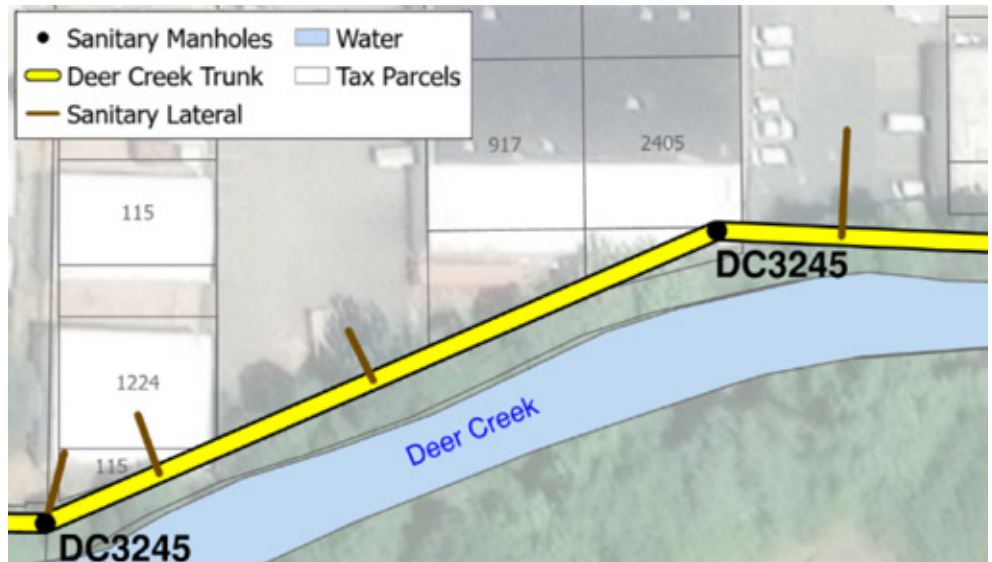 Sanitary Manholes
Water
Deer Creek Trunk
Tax Parcels
Sanitary Lateral
917
2405
115
DC3245
1224
Deer Creek
115
DC3245